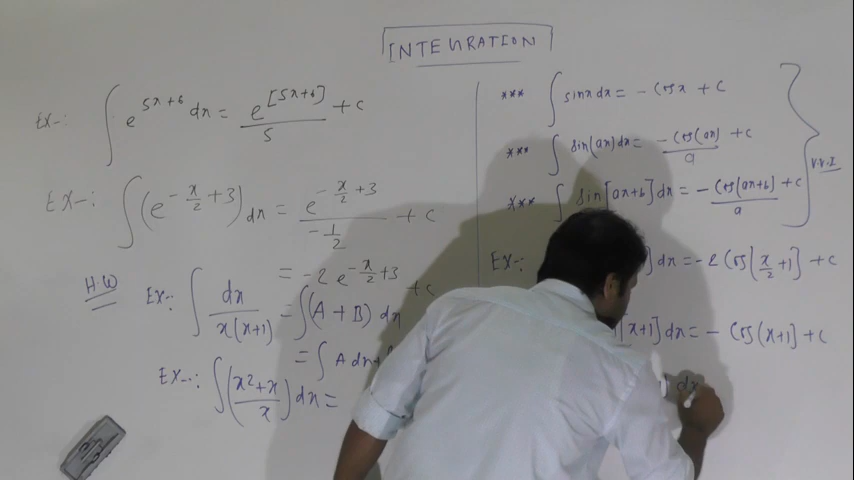 INTEGRATION
Ex-: ∫ e^{5x+6} dx = e^{[5x+6]}/5 + c
Ex-: ∫ (e^{-x/2 + 3}) dx = e^{-x/2 + 3}/(-1/2) + c
= -2 e^{-x/2 + 3} + c
H.W
Ex-: ∫ dx/x(x+1) = ∫ (A + B) dx
= ∫ A dx
Ex-: ∫ (x²+x/x) dx =
*** ∫ sinx dx = - Cosx + C
*** ∫ sin(ax) dx = -Cos(ax)/a + c
*** ∫ sin[ax+b] dx = -Cos(ax+b)/a + c
V.V.I
Ex-: ] dx = -2 Cos[x/2 + 1] + c
[x+1] dx = - Cos(x+1] + c
dx